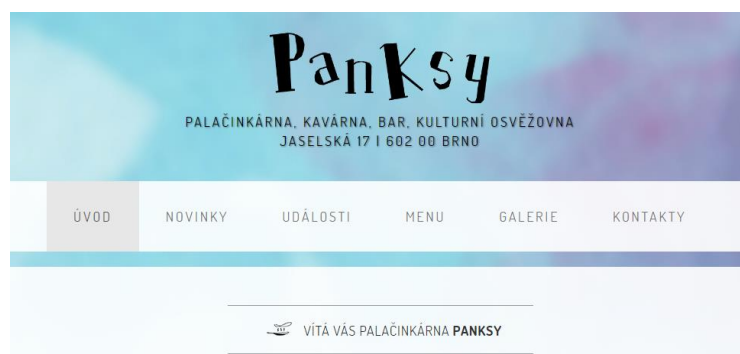 Panksy
PALAČINKÁRNA, KAVÁRNA, BAR, KULTURNÍ OSVĚŽOVNA
JASELSKÁ 17 | 602 00 BRNO
ÚVOD NOVINKY UDÁLOSTI MENU GALERIE KONTAKTY
VÍTÁ VÁS PALAČINKÁRNA PANKSY